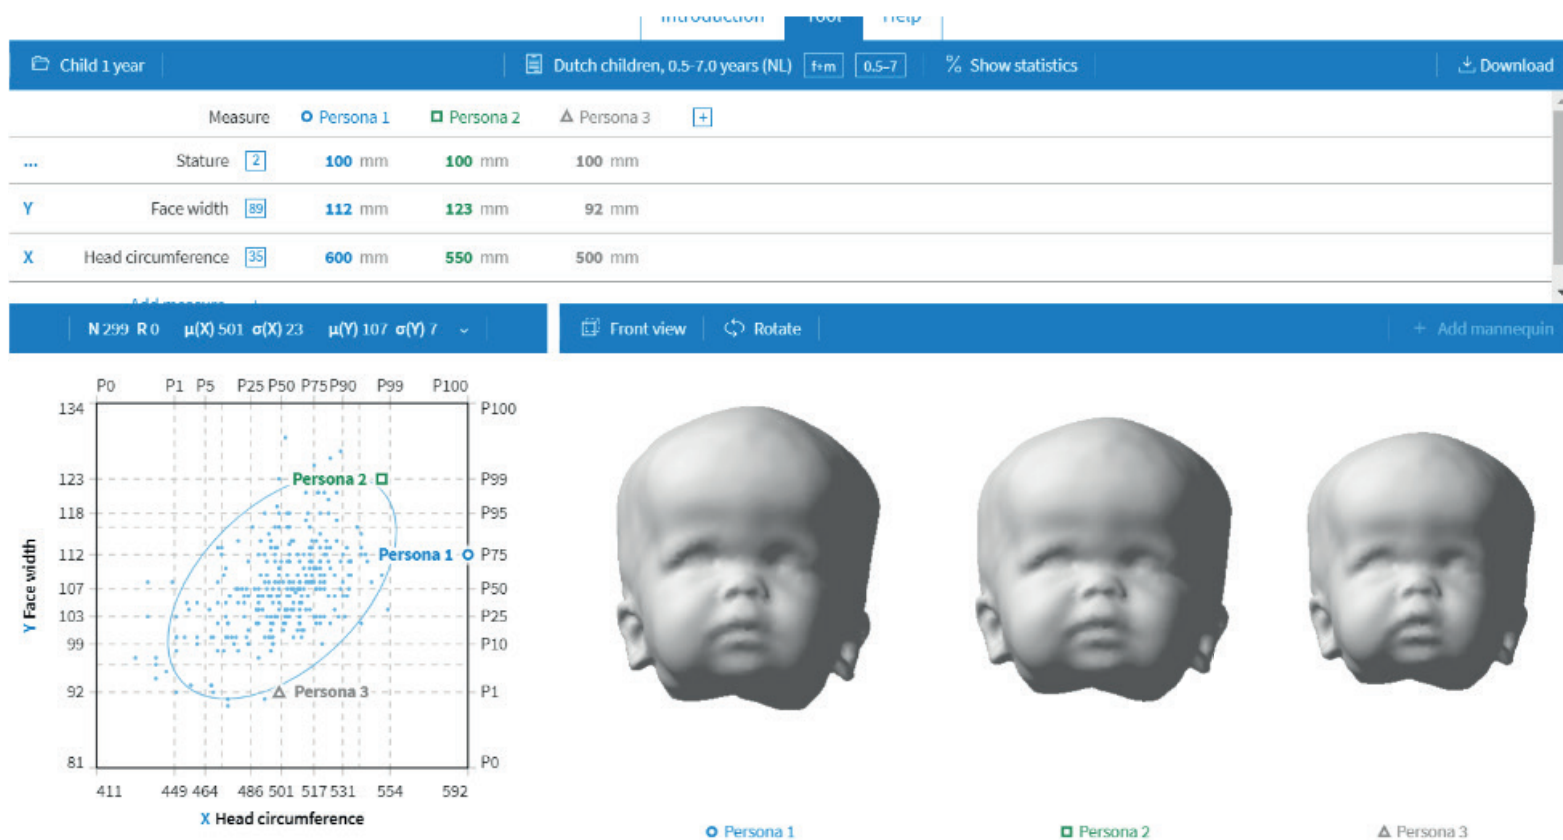 Introduction Tool Help
Child 1 year Dutch children, 0.5-7.0 years (NL) f+m 0.5–7 % Show statistics Download
Measure Persona 1 Persona 2 Persona 3 +
... Stature 2 100 mm 100 mm 100 mm
Y Face width 89 112 mm 123 mm 92 mm
X Head circumference 35 600 mm 550 mm 500 mm
Add measure +
N 299 R 0 μ(X) 501 σ(X) 23 μ(Y) 107 σ(Y) 7
Front view Rotate + Add mannequin
P0 P1 P5 P25 P50 P75 P90 P99 P100
134 P100
123 Persona 2 P99
118 P95
112 Persona 1 P75
107 P50
103 P25
99 P10
92 Persona 3 P1
81 P0
Y Face width
411 449 464 486 501 517 531 554 592
X Head circumference
Persona 1 Persona 2 Persona 3